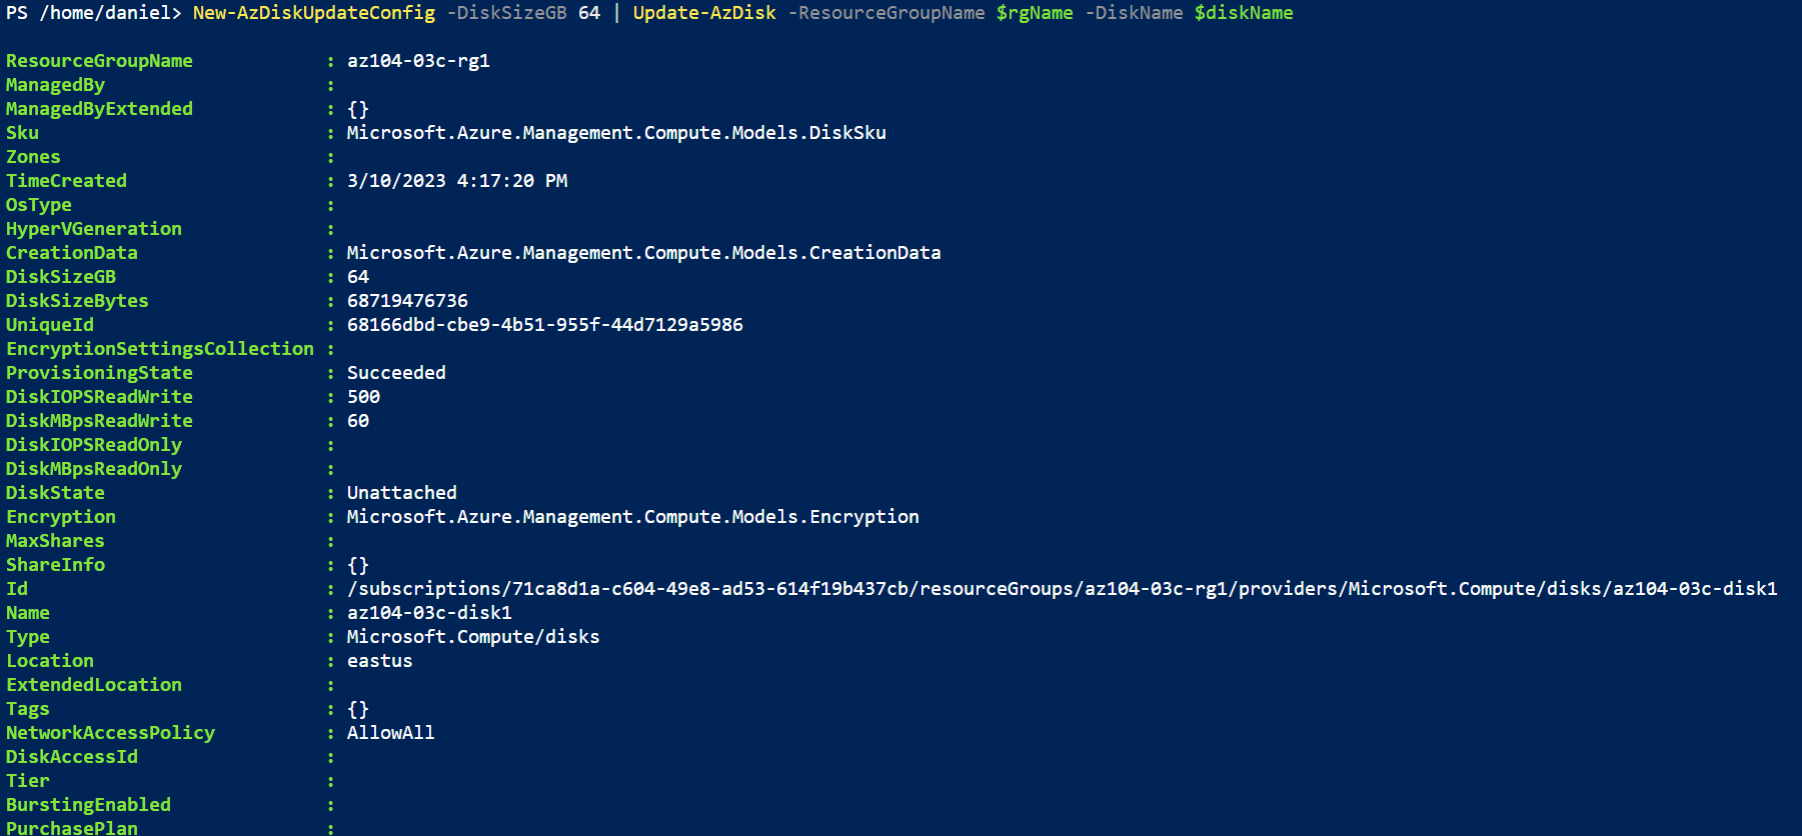 PS /home/daniel> New-AzDiskUpdateConfig -DiskSizeGB 64 | Update-AzDisk -ResourceGroupName $rgName -DiskName $diskName
ResourceGroupName : az104-03c-rg1
ManagedBy :
ManagedByExtended : {}
Sku : Microsoft.Azure.Management.Compute.Models.DiskSku
Zones :
TimeCreated : 3/10/2023 4:17:20 PM
OsType :
HyperVGeneration :
CreationData : Microsoft.Azure.Management.Compute.Models.CreationData
DiskSizeGB : 64
DiskSizeBytes : 68719476736
UniqueId : 68166dbd-cbe9-4b51-955f-44d7129a5986
EncryptionSettingsCollection :
ProvisioningState : Succeeded
DiskIOPSReadWrite : 500
DiskMBpsReadWrite : 60
DiskIOPSReadOnly :
DiskMBpsReadOnly :
DiskState : Unattached
Encryption : Microsoft.Azure.Management.Compute.Models.Encryption
MaxShares :
ShareInfo : {}
Id : /subscriptions/71ca8d1a-c604-49e8-ad53-614f19b437cb/resourceGroups/az104-03c-rg1/providers/Microsoft.Compute/disks/az104-03c-disk1
Name : az104-03c-disk1
Type : Microsoft.Compute/disks
Location : eastus
ExtendedLocation :
Tags : {}
NetworkAccessPolicy : AllowAll
DiskAccessId :
Tier :
BurstingEnabled :
PurchasePlan :